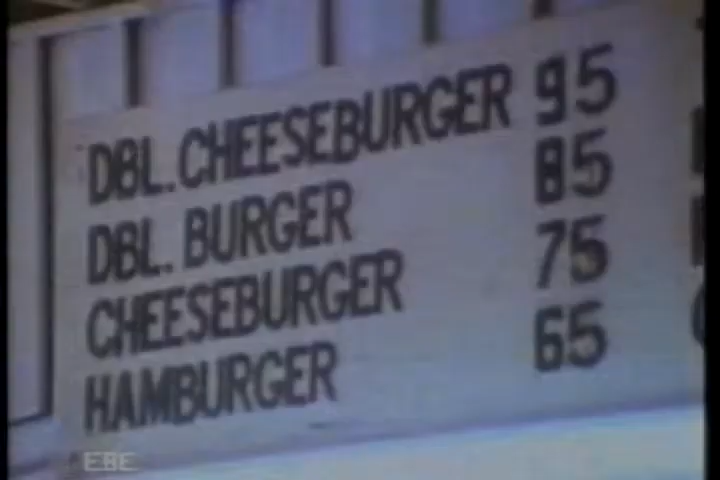 DBL. CHEESEBURGER 95
DBL. BURGER 85
CHEESEBURGER 75
HAMBURGER 65
EBE